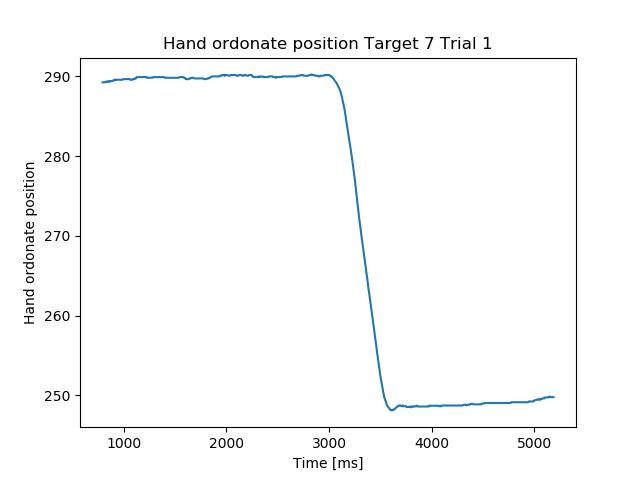 Hand ordonate position Target 7 Trial 1
290
280
270
260
250
Hand ordonate position
1000 2000 3000 4000 5000
Time [ms]